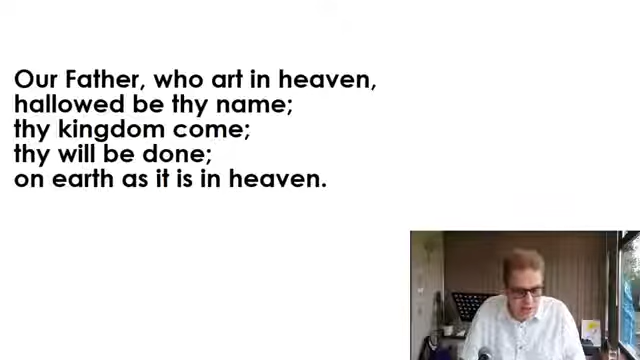 Our Father, who art in heaven,
hallowed be thy name;
thy kingdom come;
thy will be done;
on earth as it is in heaven.